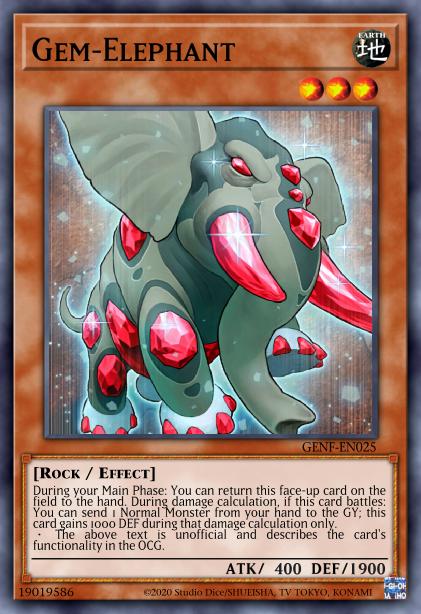 GEM-ELEPHANT
EARTH
地
GENF-EN025
[ROCK / EFFECT]
During your Main Phase: You can return this face-up card on the
field to the hand. During damage calculation, if this card battles:
You can send 1 Normal Monster from your hand to the GY; this
card gains 1000 DEF during that damage calculation only.
· The above text is unofficial and describes the card's
functionality in the OCG.
ATK/ 400 DEF/1900
19019586
©2020 Studio Dice/SHUEISHA, TV TOKYO, KONAMI